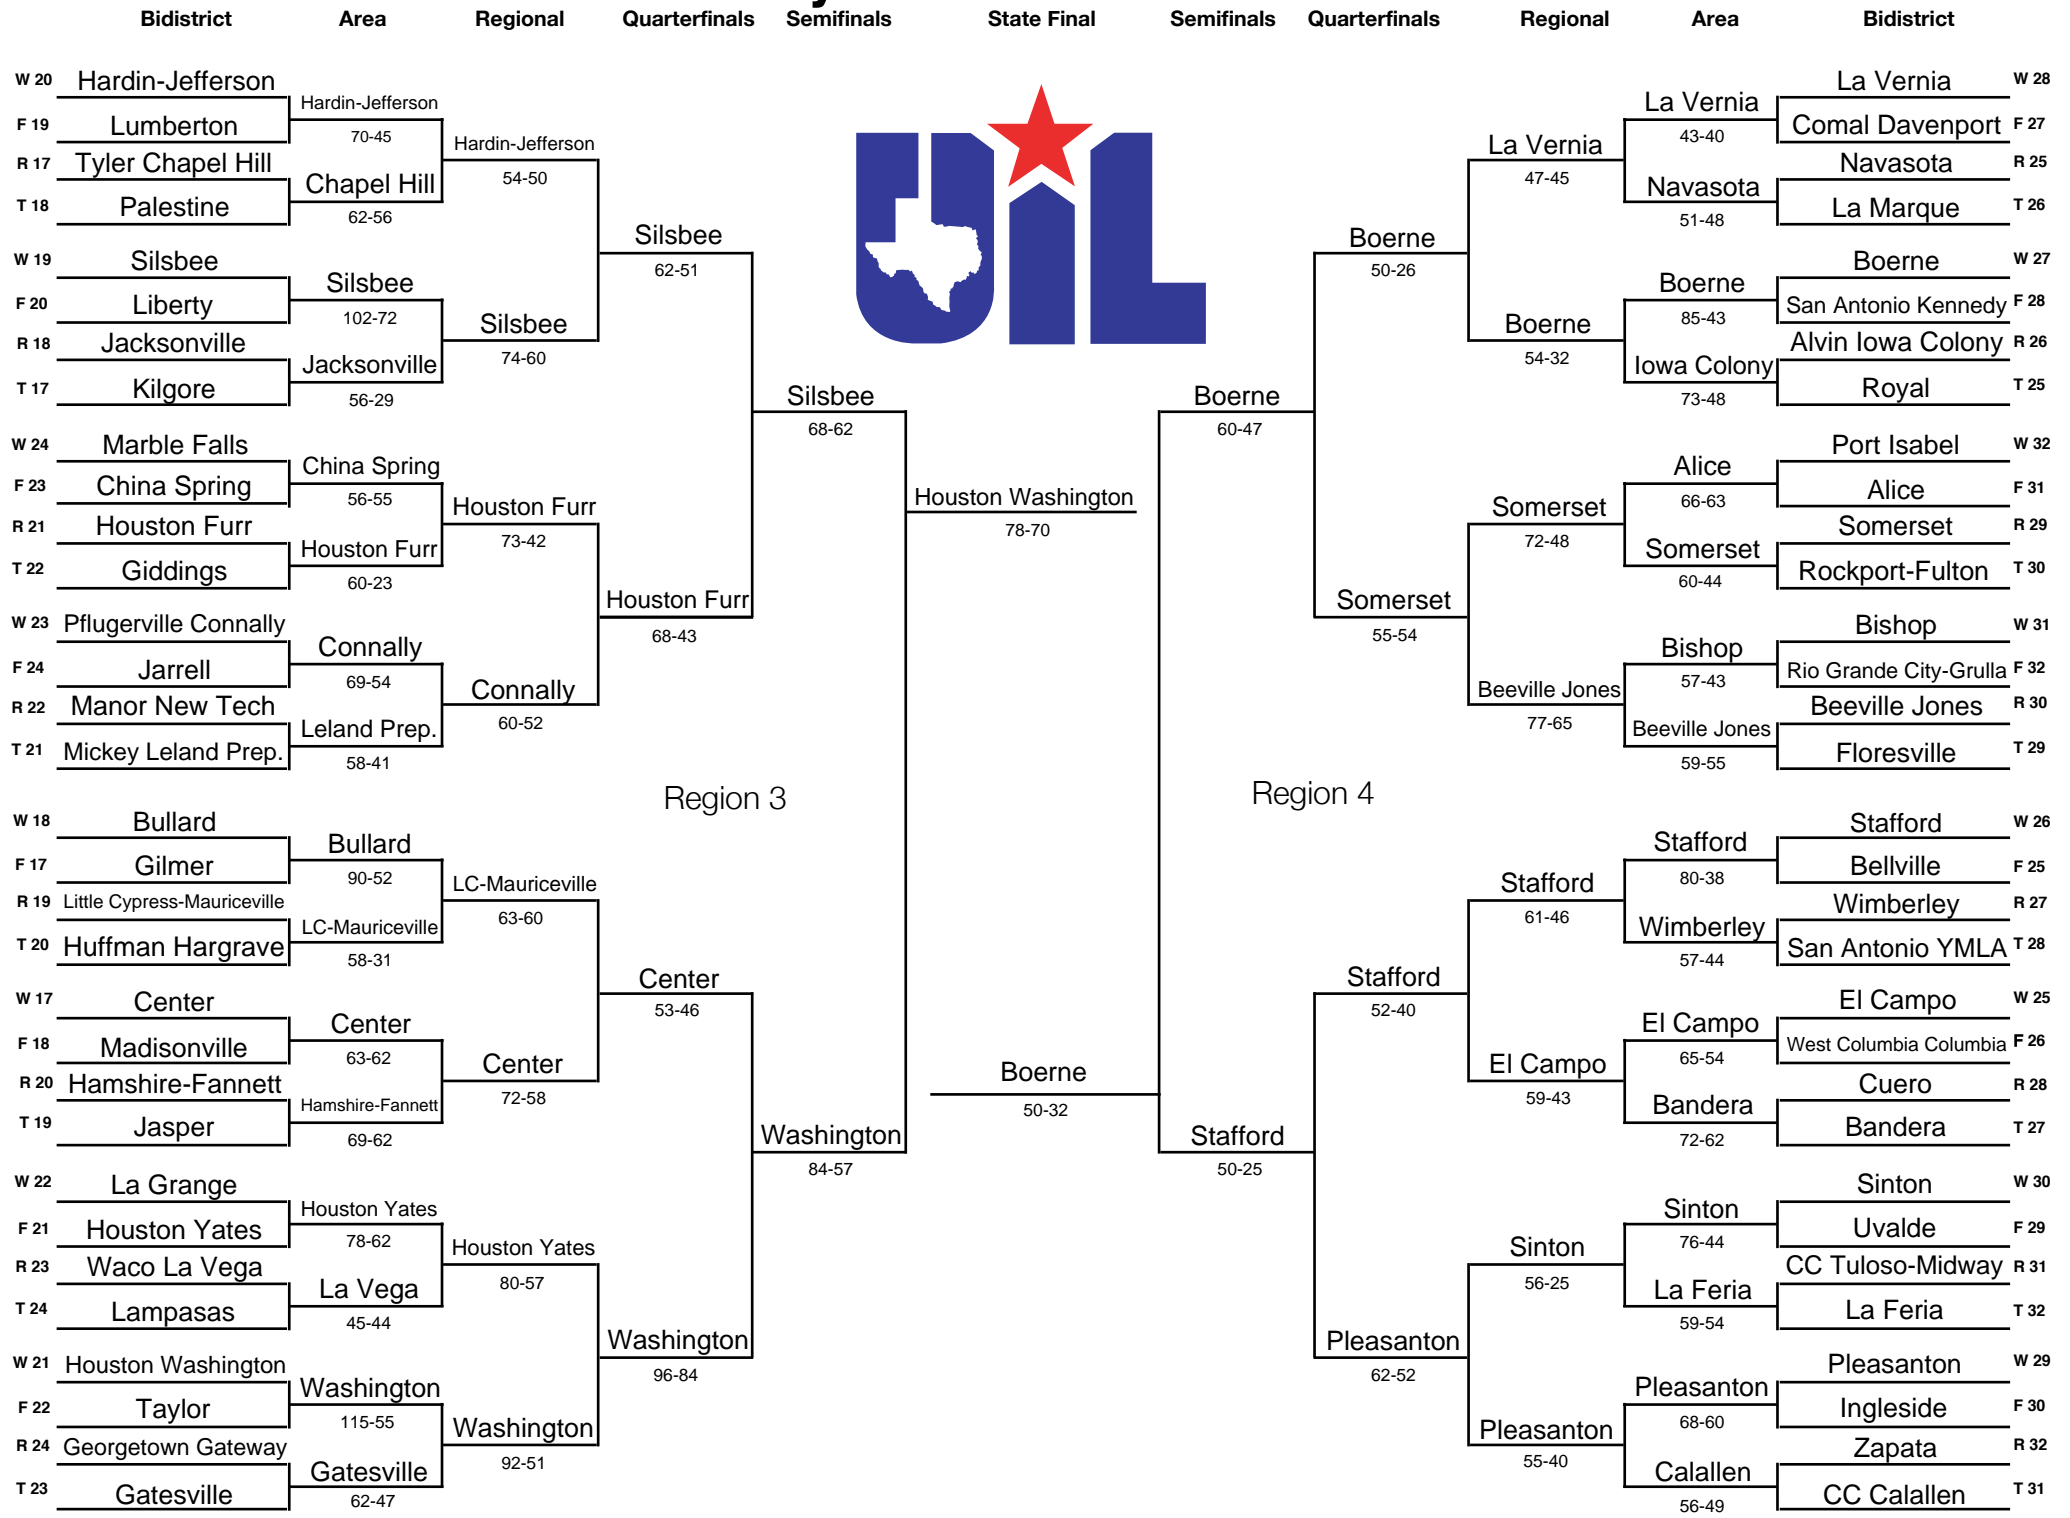 Bidistrict Area Regional Quarterfinals Semifinals State Final Semifinals Quarterfinals Regional Area Bidistrict
W 20 Hardin-Jefferson
Hardin-Jefferson
70-45
F 19 Lumberton
Hardin-Jefferson
54-50
R 17 Tyler Chapel Hill
Chapel Hill
62-56
T 18 Palestine
Silsbee
62-51
W 19 Silsbee
Silsbee
102-72
F 20 Liberty
Silsbee
74-60
R 18 Jacksonville
Jacksonville
56-29
T 17 Kilgore
Silsbee
68-62
W 24 Marble Falls
China Spring
56-55
F 23 China Spring
Houston Furr
73-42
R 21 Houston Furr
Houston Furr
60-23
T 22 Giddings
Houston Furr
68-43
W 23 Pflugerville Connally
Connally
69-54
F 24 Jarrell
Connally
60-52
R 22 Manor New Tech
Leland Prep.
58-41
T 21 Mickey Leland Prep.
Region 3
Houston Washington
78-70
W 18 Bullard
Bullard
90-52
F 17 Gilmer
LC-Mauriceville
63-60
R 19 Little Cypress-Mauriceville
LC-Mauriceville
58-31
T 20 Huffman Hargrave
Center
53-46
W 17 Center
Center
63-62
F 18 Madisonville
Center
72-58
R 20 Hamshire-Fannett
Hamshire-Fannett
69-62
T 19 Jasper
Washington
84-57
W 22 La Grange
Houston Yates
78-62
F 21 Houston Yates
Houston Yates
80-57
R 23 Waco La Vega
La Vega
45-44
T 24 Lampasas
Washington
96-84
W 21 Houston Washington
Washington
115-55
F 22 Taylor
Washington
92-51
R 24 Georgetown Gateway
Gatesville
62-47
T 23 Gatesville
UIL
La Vernia W 28
La Vernia
43-40
Comal Davenport F 27
La Vernia
47-45
Navasota R 25
Navasota
51-48
La Marque T 26
Boerne
50-26
Boerne W 27
Boerne
85-43
San Antonio Kennedy F 28
Boerne
54-32
Alvin Iowa Colony R 26
Iowa Colony
73-48
Royal T 25
Boerne
60-47
Port Isabel W 32
Alice
66-63
Alice F 31
Somerset
72-48
Somerset R 29
Somerset
60-44
Rockport-Fulton T 30
Somerset
55-54
Bishop W 31
Bishop
57-43
Rio Grande City-Grulla F 32
Beeville Jones
77-65
Beeville Jones R 30
Beeville Jones
59-55
Floresville T 29
Region 4
Boerne
50-32
Stafford W 26
Stafford
80-38
Bellville F 25
Stafford
61-46
Wimberley R 27
Wimberley
57-44
San Antonio YMLA T 28
Stafford
52-40
El Campo W 25
El Campo
65-54
West Columbia Columbia F 26
El Campo
59-43
Cuero R 28
Bandera
72-62
Bandera T 27
Stafford
50-25
Sinton W 30
Sinton
76-44
Uvalde F 29
Sinton
56-25
CC Tuloso-Midway R 31
La Feria
59-54
La Feria T 32
Pleasanton
62-52
Pleasanton W 29
Pleasanton
68-60
Ingleside F 30
Pleasanton
55-40
Zapata R 32
Calallen
56-49
CC Calallen T 31